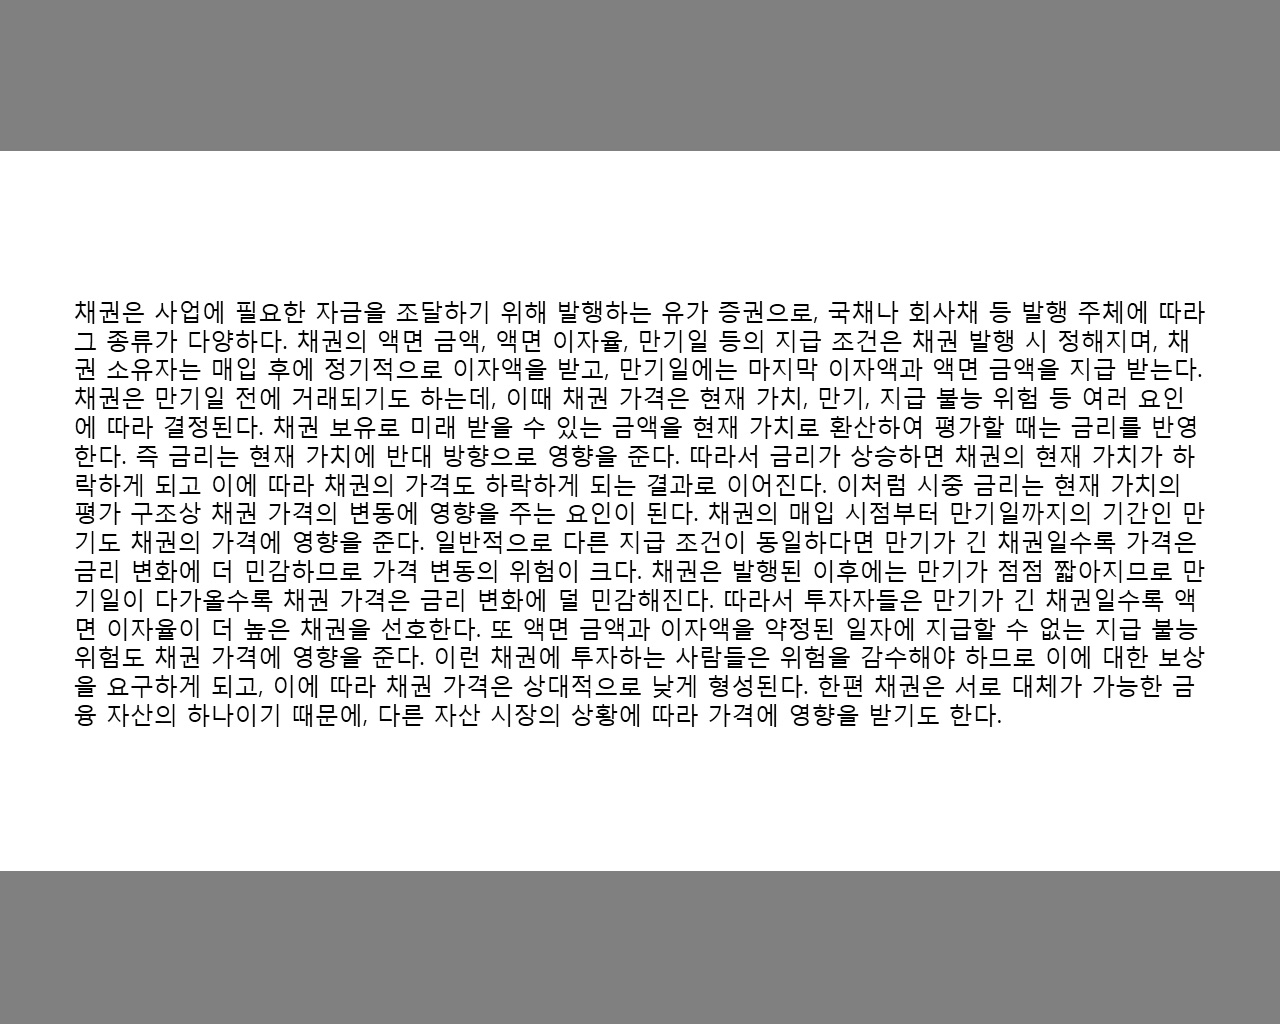 채권은 사업에 필요한 자금을 조달하기 위해 발행하는 유가 증권으로, 국채나 회사채 등 발행 주체에 따라
그 종류가 다양하다. 채권의 액면 금액, 액면 이자율, 만기일 등의 지급 조건은 채권 발행 시 정해지며, 채
권 소유자는 매입 후에 정기적으로 이자액을 받고, 만기일에는 마지막 이자액과 액면 금액을 지급 받는다.
채권은 만기일 전에 거래되기도 하는데, 이때 채권 가격은 현재 가치, 만기, 지급 불능 위험 등 여러 요인
에 따라 결정된다. 채권 보유로 미래 받을 수 있는 금액을 현재 가치로 환산하여 평가할 때는 금리를 반영
한다. 즉 금리는 현재 가치에 반대 방향으로 영향을 준다. 따라서 금리가 상승하면 채권의 현재 가치가 하
락하게 되고 이에 따라 채권의 가격도 하락하게 되는 결과로 이어진다. 이처럼 시중 금리는 현재 가치의
평가 구조상 채권 가격의 변동에 영향을 주는 요인이 된다. 채권의 매입 시점부터 만기일까지의 기간인 만
기도 채권의 가격에 영향을 준다. 일반적으로 다른 지급 조건이 동일하다면 만기가 긴 채권일수록 가격은
금리 변화에 더 민감하므로 가격 변동의 위험이 크다. 채권은 발행된 이후에는 만기가 점점 짧아지므로 만
기일이 다가올수록 채권 가격은 금리 변화에 덜 민감해진다. 따라서 투자자들은 만기가 긴 채권일수록 액
면 이자율이 더 높은 채권을 선호한다. 또 액면 금액과 이자액을 약정된 일자에 지급할 수 없는 지급 불능
위험도 채권 가격에 영향을 준다. 이런 채권에 투자하는 사람들은 위험을 감수해야 하므로 이에 대한 보상
을 요구하게 되고, 이에 따라 채권 가격은 상대적으로 낮게 형성된다. 한편 채권은 서로 대체가 가능한 금
융 자산의 하나이기 때문에, 다른 자산 시장의 상황에 따라 가격에 영향을 받기도 한다.